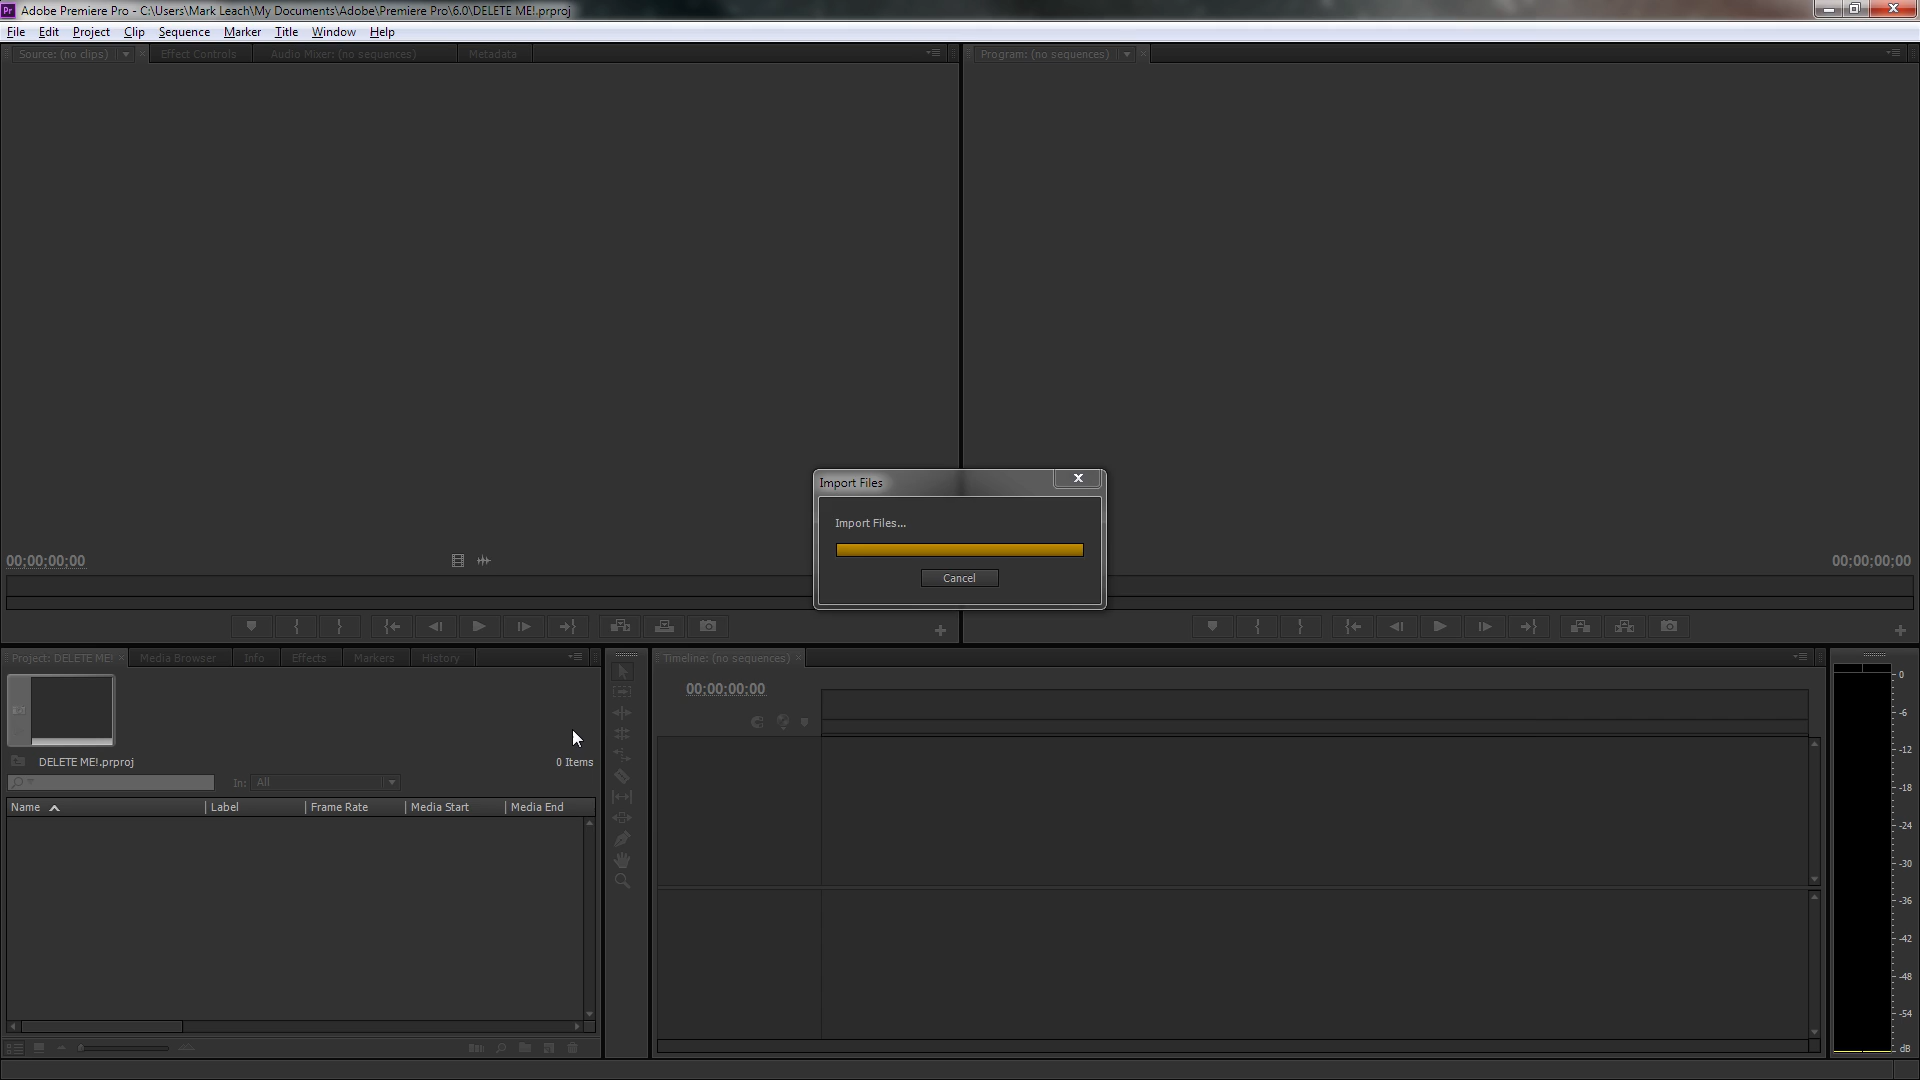 Pr Adobe Premiere Pro - C:\Users\Mark Leach\My Documents\Adobe\Premiere Pro\6.0\DELETE ME!.prproj
File Edit Project Clip Sequence Marker Title Window Help
Source: (no clips) Effect Controls Audio Mixer: (no sequences) Metadata
Program: (no sequences)
Import Files
Import Files...
Cancel
00;00;00;00
00;00;00;00
Project: DELETE ME! Media Browser Info Effects Markers History
Timeline: (no sequences)
00;00;00;00
DELETE ME!.prproj
0 Items
In: All
Name Label Frame Rate Media Start Media End
0
-6
-12
-18
-24
-30
-36
-42
-48
-54
dB